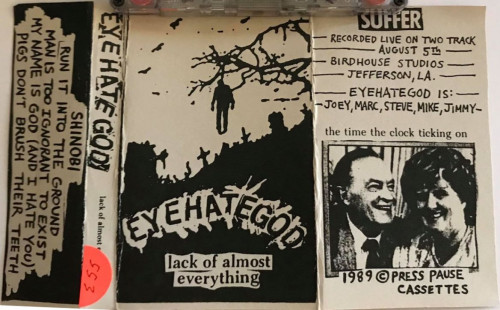 SHINOBI
RUN IT INTO THE GROUND
MAN IS TOO IGNORANT TO EXIST
MY NAME IS GOD (AND I HATE YOU)
PIGS DON'T BRUSH THEIR TEETH
EYEHATEGOD
lack of almost
EYEHATEGOD
lack of almost
everything
SUFFER
RECORDED LIVE ON TWO TRACK
AUGUST 5TH
BIRDHOUSE STUDIOS
JEFFERSON, LA.
EYEHATEGOD IS:
-JOEY, MARC, STEVE, MIKE, JIMMY-
the time the clock ticking on
1989 © PRESS PAUSE
CASSETTES